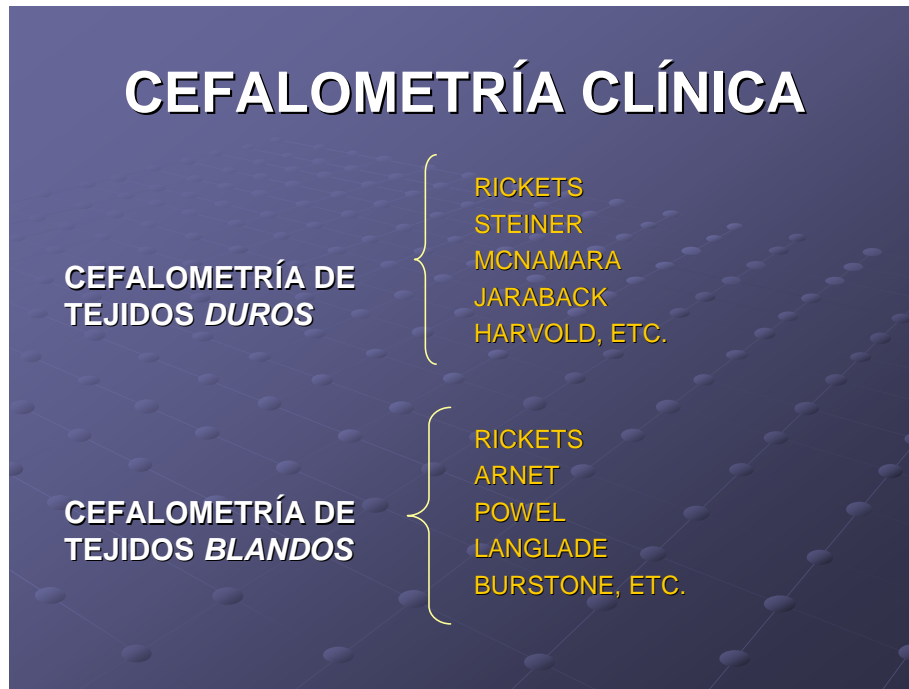 CEFALOMETRÍA CLÍNICA
CEFALOMETRÍA DE
TEJIDOS DUROS
RICKETS
STEINER
MCNAMARA
JARABACK
HARVOLD, ETC.
CEFALOMETRÍA DE
TEJIDOS BLANDOS
RICKETS
ARNET
POWEL
LANGLADE
BURSTONE, ETC.